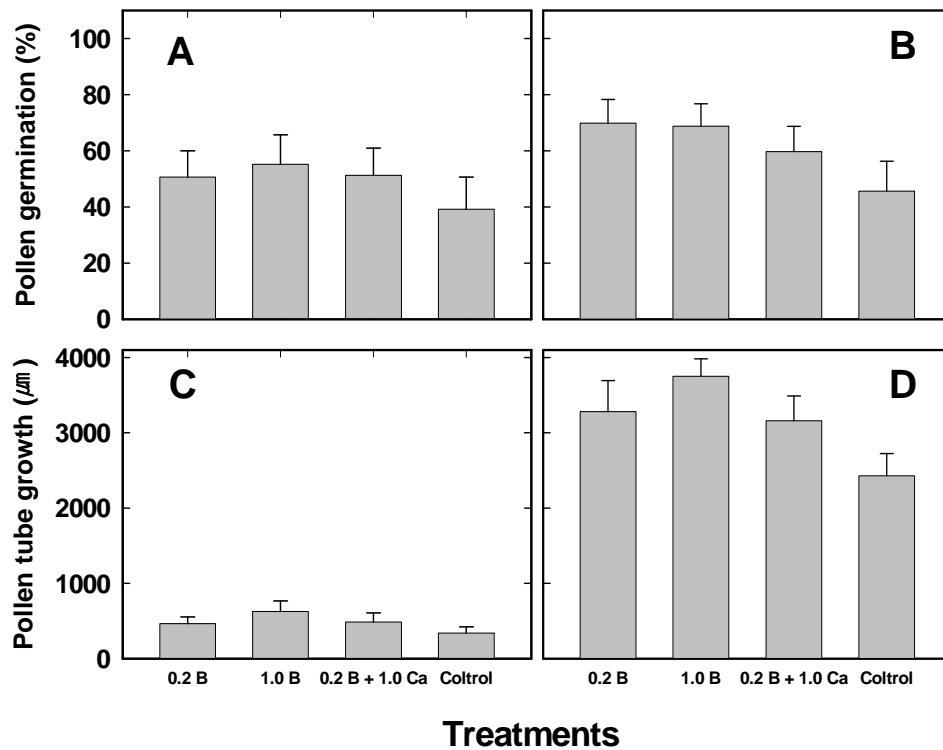 Pollen germination (%)
100
80
60
40
20
0
A
B
Pollen tube growth (㎛)
4000
3000
2000
1000
0
C
D
0.2 B 1.0 B 0.2 B + 1.0 Ca Coltrol
0.2 B 1.0 B 0.2 B + 1.0 Ca Coltrol
Treatments